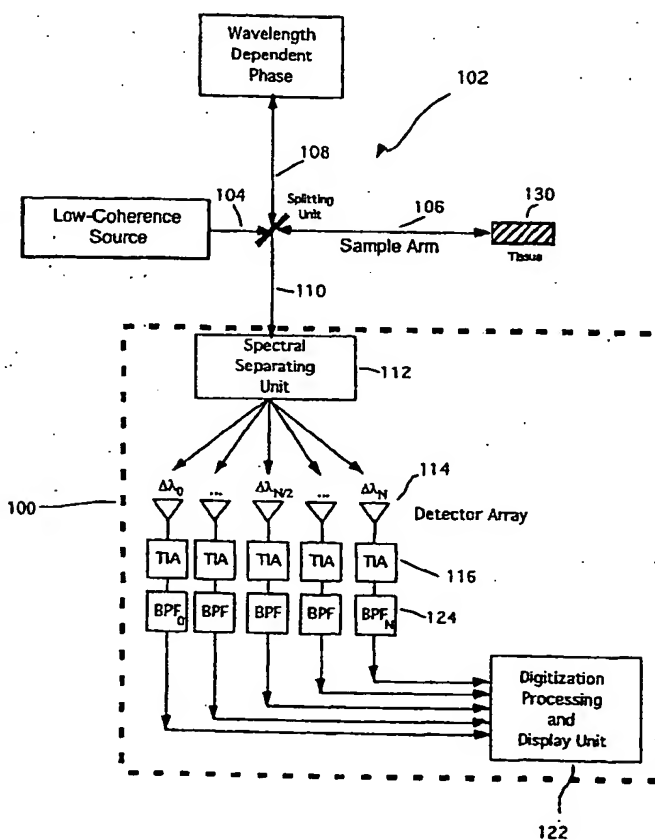 Wavelength
Dependent
Phase
102
108
104
Splitting
Unit
106
130
Low-Coherence
Source
Sample Arm
Tissue
110
Spectral
Separating
Unit
112
100
Δλ0
...
ΔλN/2
...
ΔλN
114
Detector Array
TIA
TIA
TIA
TIA
TIA
116
BPF0
BPF
BPF
BPF
BPFN
124
Digitization
Processing
and
Display Unit
122